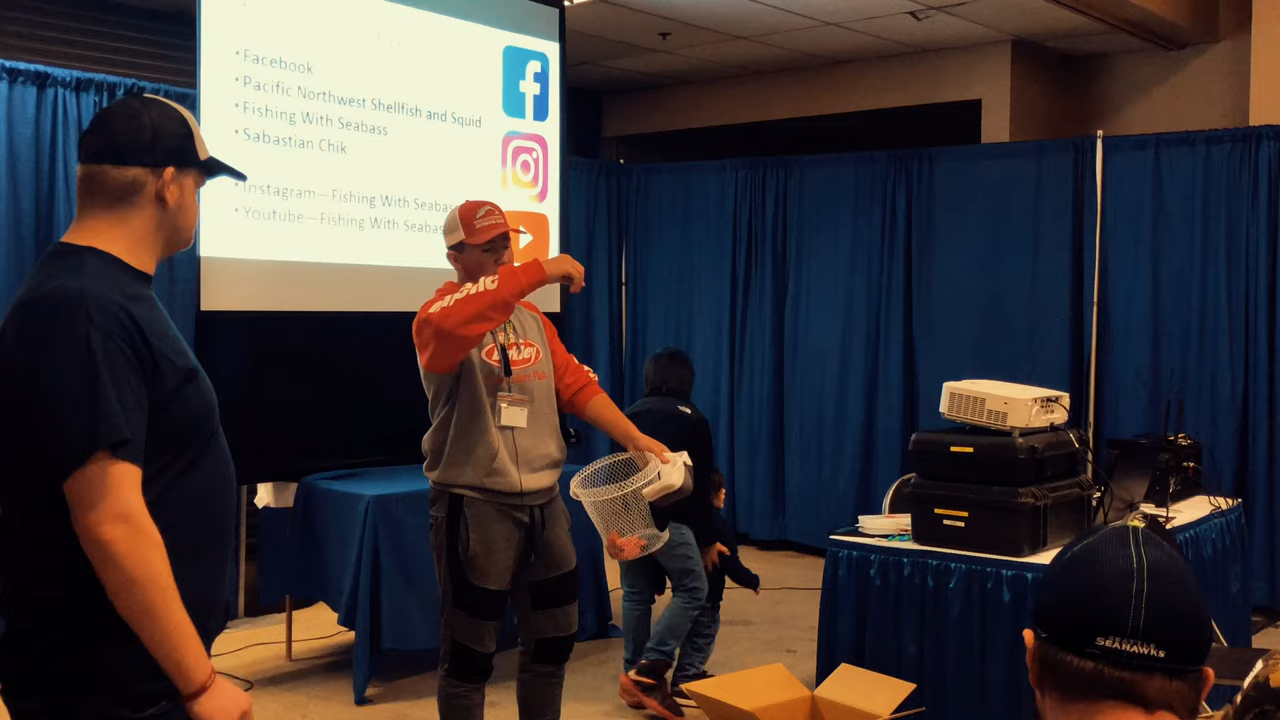 • Facebook
• Pacific Northwest Shellfish and Squid
• Fishing With Seabass
• Sabastian Chik
• Instagram – Fishing With Seabass
• Youtube – Fishing With Seabass
Berkley
SEATTLE
SEAHAWKS